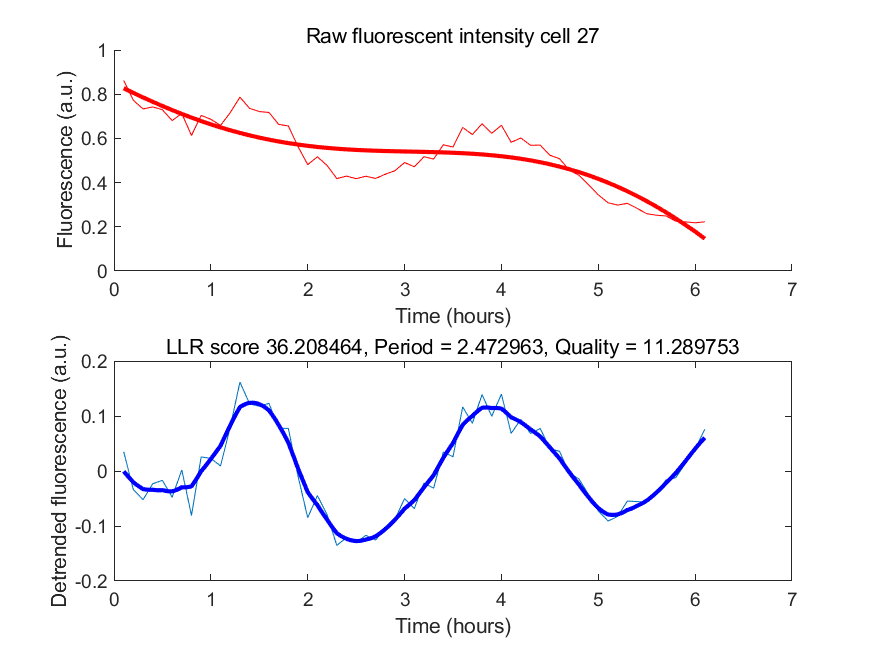 Raw fluorescent intensity cell 27
Fluorescence (a.u.)
1
0.8
0.6
0.4
0.2
0
0 1 2 3 4 5 6 7
Time (hours)
LLR score 36.208464, Period = 2.472963, Quality = 11.289753
Detrended fluorescence (a.u.)
0.2
0.1
0
-0.1
-0.2
0 1 2 3 4 5 6 7
Time (hours)